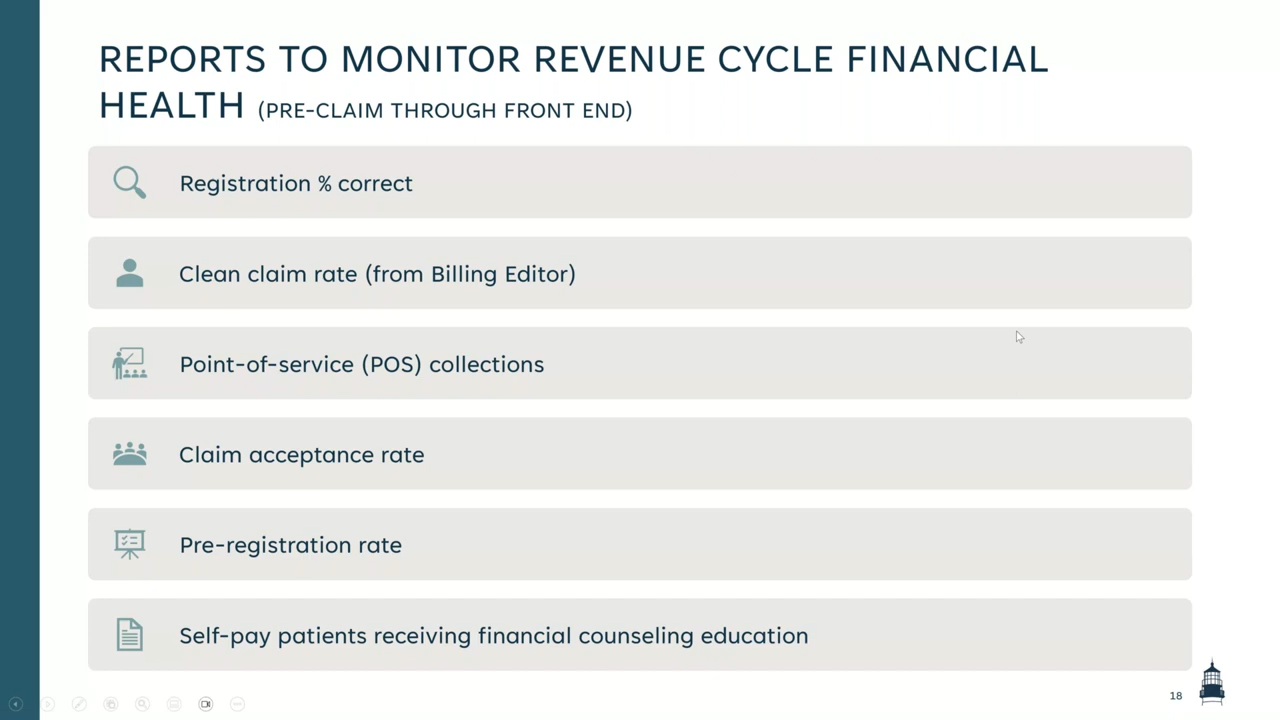 REPORTS TO MONITOR REVENUE CYCLE FINANCIAL
HEALTH (PRE-CLAIM THROUGH FRONT END)
Registration % correct
Clean claim rate (from Billing Editor)
Point-of-service (POS) collections
Claim acceptance rate
Pre-registration rate
Self-pay patients receiving financial counseling education
18